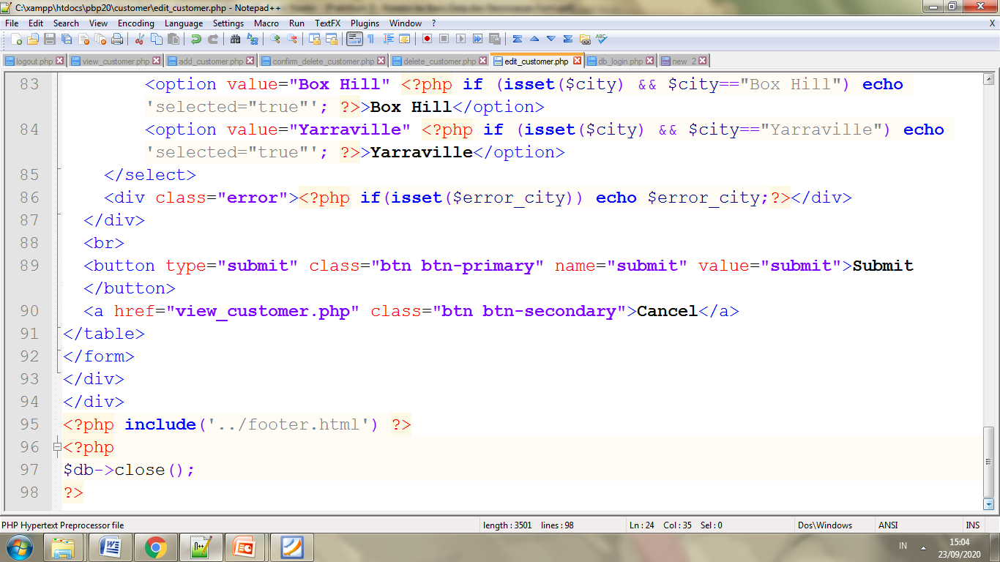 C:\xampp\htdocs\pbp20\customer\edit_customer.php - Notepad++
File Edit Search View Encoding Language Settings Macro Run TextFX Plugins Window ? X
logout.php view_customer.php add_customer.php confirm_delete_customer.php delete_customer.php edit_customer.php db_login.php new 2
83 <option value="Box Hill" <?php if (isset($city) && $city=="Box Hill") echo
'selected="true"'; ?>>Box Hill</option>
84 <option value="Yarraville" <?php if (isset($city) && $city=="Yarraville") echo
'selected="true"'; ?>>Yarraville</option>
85 </select>
86 <div class="error"><?php if(isset($error_city)) echo $error_city;?></div>
87 </div>
88 <br>
89 <button type="submit" class="btn btn-primary" name="submit" value="submit">Submit
</button>
90 <a href="view_customer.php" class="btn btn-secondary">Cancel</a>
91 </table>
92 </form>
93 </div>
94 </div>
95 <?php include('../footer.html') ?>
96 <?php
97 $db->close();
98 ?>
PHP Hypertext Preprocessor file length : 3501 lines : 98 Ln : 24 Col : 35 Sel : 0 Dos\Windows ANSI INS
IN 15:04
23/09/2020